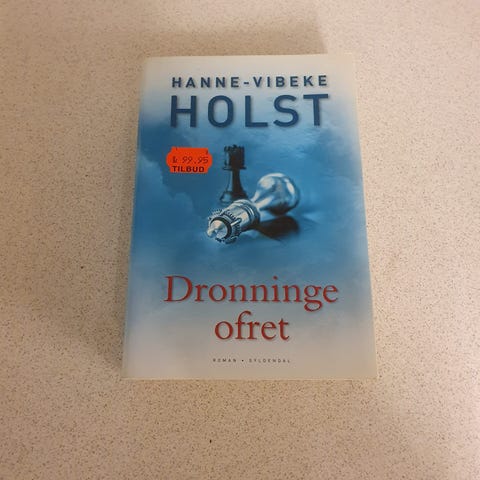 HANNE-VIBEKE
HOLST
k 99,95
TILBUD
Dronninge
ofret
ROMAN • GYLDENDAL